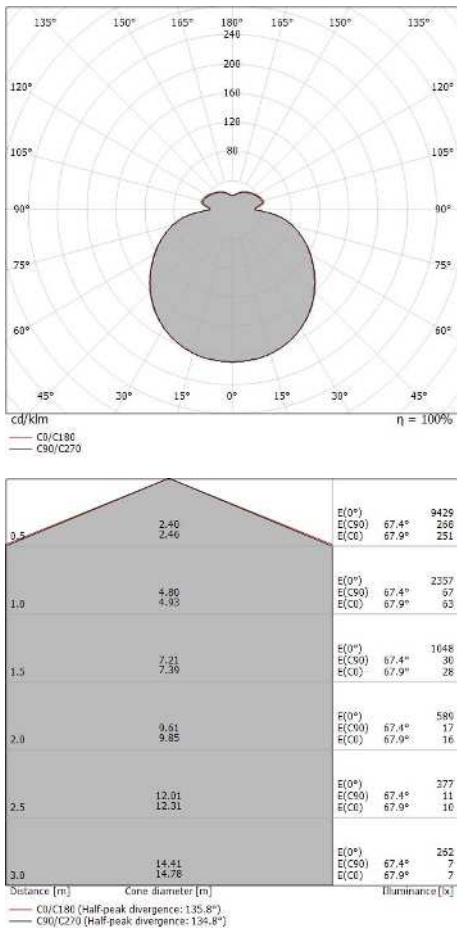 135° 165° 180° 165° 135°
240
200
120° 160 120°
120
105° 80 105°
90° 90°
75° 75°
60° 60°
45° 30° 15° 0° 15° 30° 45°
cd/klm η = 100%
C0/C180
C90/C270
E(0°) 9429
0.5 2.40 E(C90) 67.4° 268
2.46 E(C0) 67.9° 251
E(0°) 2357
1.0 4.80 E(C90) 67.4° 67
4.93 E(C0) 67.9° 63
E(0°) 1048
1.5 7.21 E(C90) 67.4° 30
7.39 E(C0) 67.9° 28
E(0°) 589
2.0 9.61 E(C90) 67.4° 17
9.85 E(C0) 67.9° 16
E(0°) 377
2.5 12.01 E(C90) 67.4° 11
12.31 E(C0) 67.9° 10
E(0°) 262
3.0 14.41 E(C90) 67.4° 7
14.78 E(C0) 67.9° 7
Distance [m] Cone diameter [m] Illuminance [lx]
C0/C180 (Half-peak divergence: 135.8°)
C90/C270 (Half-peak divergence: 134.8°)